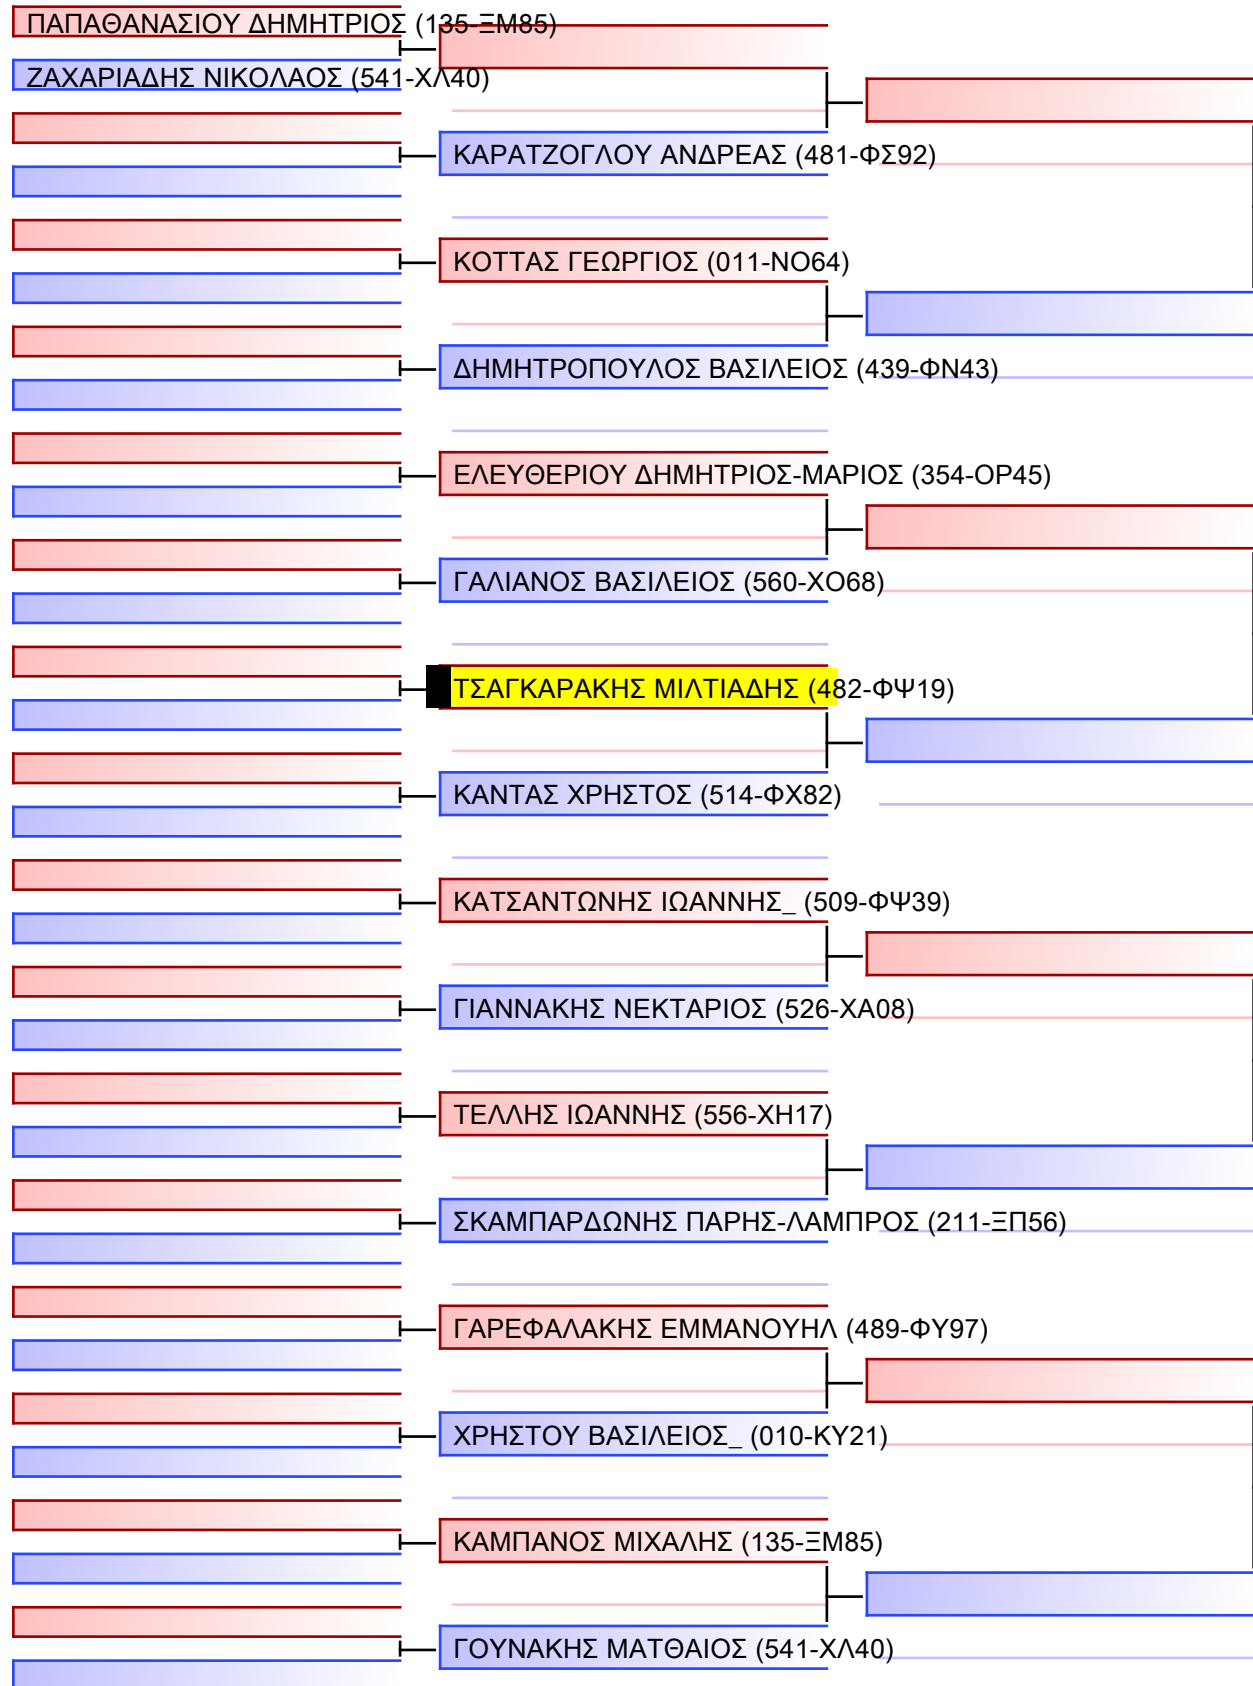 ΠΑΠΑΘΑΝΑΣΙΟΥ ΔΗΜΗΤΡΙΟΣ (135-ΞΜ85)
ΖΑΧΑΡΙΑΔΗΣ ΝΙΚΟΛΑΟΣ (541-ΧΛ40)
ΚΑΡΑΤΖΟΓΛΟΥ ΑΝΔΡΕΑΣ (481-ΦΣ92)
ΚΟΤΤΑΣ ΓΕΩΡΓΙΟΣ (011-ΝΟ64)
ΔΗΜΗΤΡΟΠΟΥΛΟΣ ΒΑΣΙΛΕΙΟΣ (439-ΦΝ43)
ΕΛΕΥΘΕΡΙΟΥ ΔΗΜΗΤΡΙΟΣ-ΜΑΡΙΟΣ (354-ΟΡ45)
ΓΑΛΙΑΝΟΣ ΒΑΣΙΛΕΙΟΣ (560-ΧΟ68)
ΤΣΑΓΚΑΡΑΚΗΣ ΜΙΛΤΙΑΔΗΣ (482-ΦΨ19)
ΚΑΝΤΑΣ ΧΡΗΣΤΟΣ (514-ΦΧ82)
ΚΑΤΣΑΝΤΩΝΗΣ ΙΩΑΝΝΗΣ_ (509-ΦΨ39)
ΓΙΑΝΝΑΚΗΣ ΝΕΚΤΑΡΙΟΣ (526-ΧΑ08)
ΤΕΛΛΗΣ ΙΩΑΝΝΗΣ (556-ΧΗ17)
ΣΚΑΜΠΑΡΔΩΝΗΣ ΠΑΡΗΣ-ΛΑΜΠΡΟΣ (211-ΞΠ56)
ΓΑΡΕΦΑΛΑΚΗΣ ΕΜΜΑΝΟΥΗΛ (489-ΦΥ97)
ΧΡΗΣΤΟΥ ΒΑΣΙΛΕΙΟΣ_ (010-ΚΥ21)
ΚΑΜΠΑΝΟΣ ΜΙΧΑΛΗΣ (135-ΞΜ85)
ΓΟΥΝΑΚΗΣ ΜΑΤΘΑΙΟΣ (541-ΧΛ40)